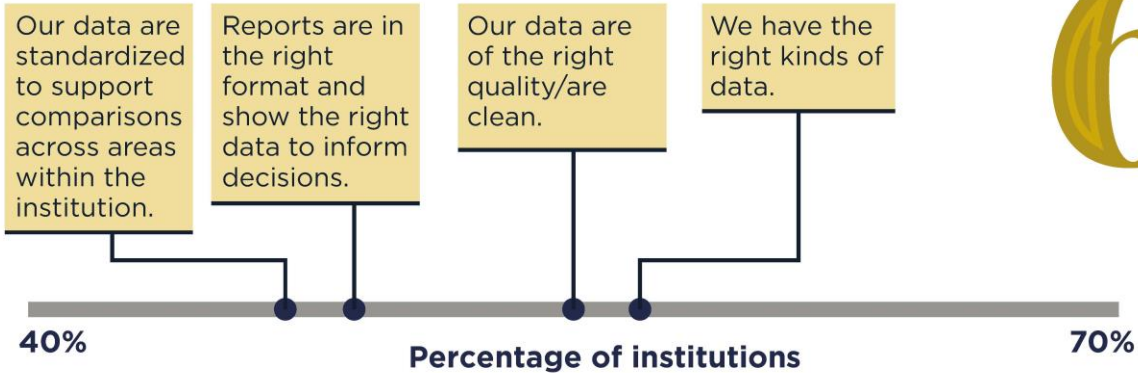 Our data are
standardized
to support
comparisons
across areas
within the
institution.
Reports are in
the right
format and
show the right
data to inform
decisions.
Our data are
of the right
quality/are
clean.
We have the
right kinds of
data.
6
40%
70%
Percentage of institutions